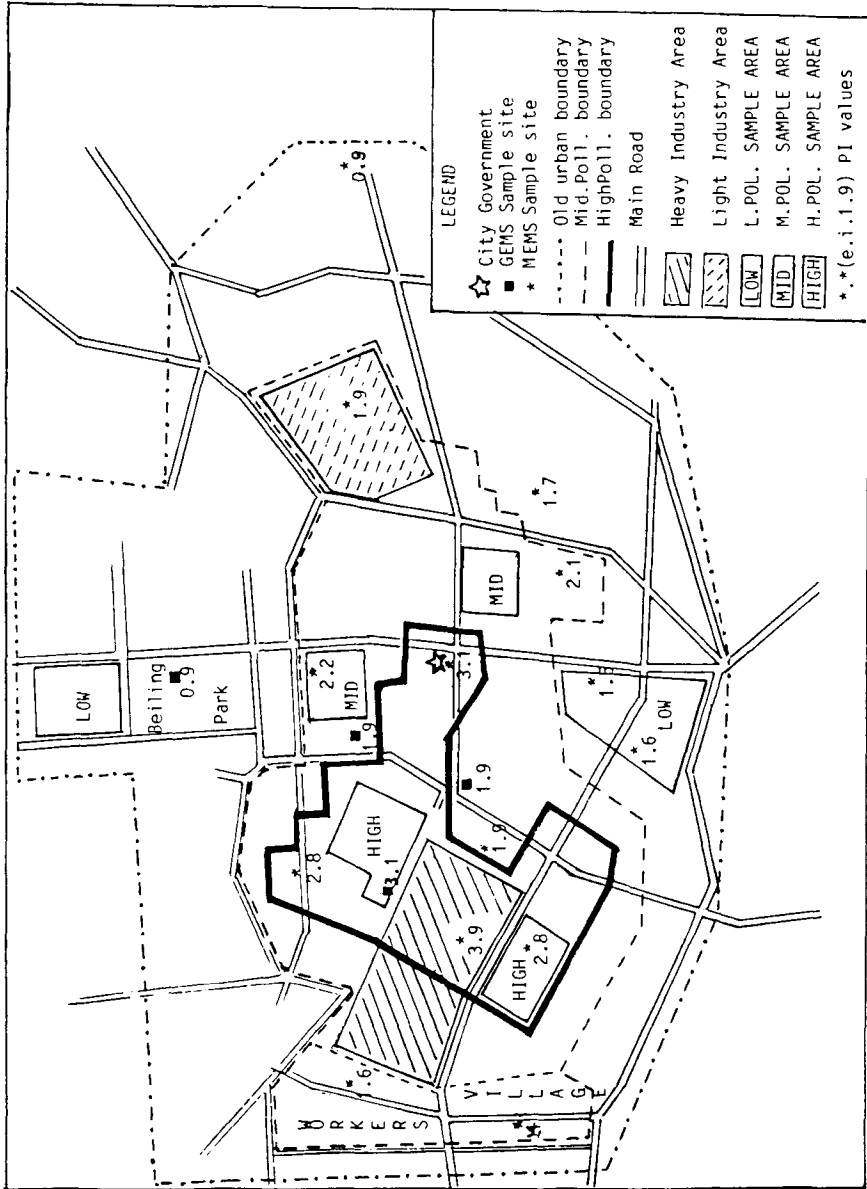 LEGEND
City Government
GEMS Sample site
MEMS Sample site
Old urban boundary
Mid.Poll. boundary
HighPoll. boundary
Main Road
Heavy Industry Area
Light Industry Area
LOW L.POL. SAMPLE AREA
MID M.POL. SAMPLE AREA
HIGH H.POL. SAMPLE AREA
*.*(e.i.1.9) PI values
LOW
Beiling
0.9
Park
*
0.9
*
1.9
*
2.2
MID
1.9
*
2.8
HIGH
3.1
3.1
MID
*
1.7
*
2.1
1.9
*
1.9
*
3.9
*
2.8
HIGH
*
*
1.6
LOW
*
.6
WORKERS
VILLAGE
*